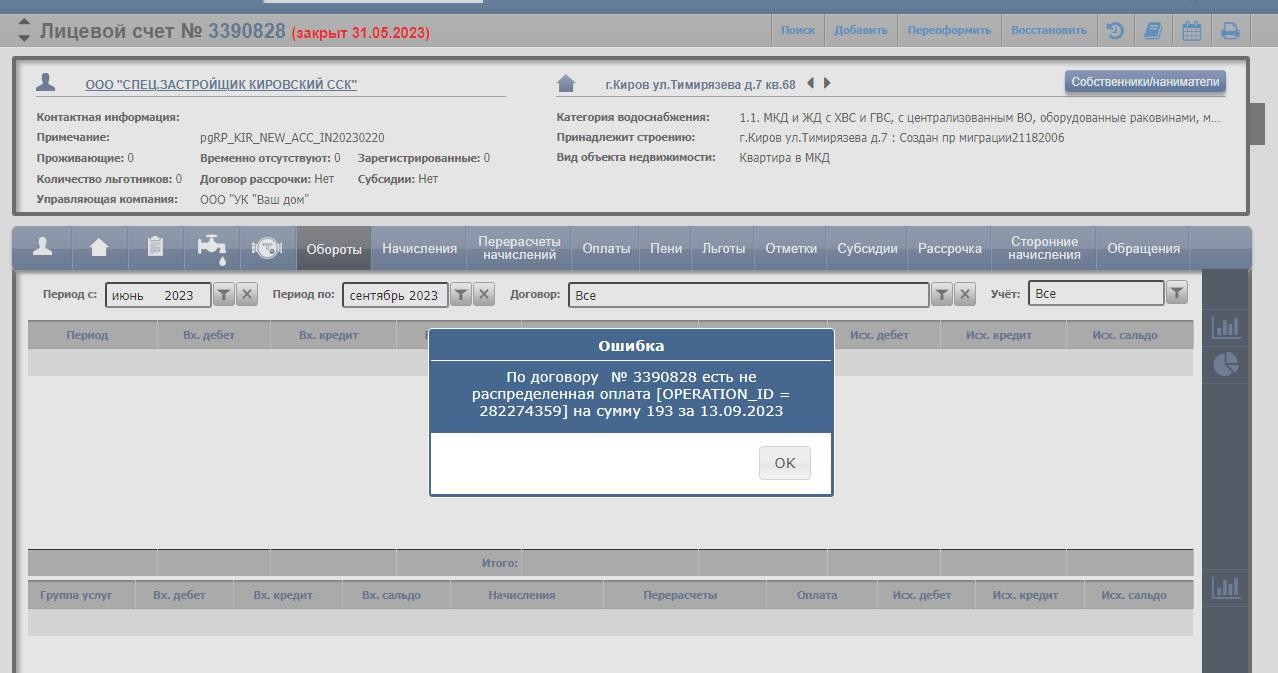 Лицевой счет № 3390828 (закрыт 31.05.2023)
Поиск Добавить Переоформить Восстановить
ООО "СПЕЦ.ЗАСТРОЙЩИК КИРОВСКИЙ ССК"
г.Киров ул.Тимирязева д.7 кв.68
Собственники/наниматели
Контактная информация:
Примечание: pgRP_KIR_NEW_ACC_IN20230220
Проживающие: 0 Временно отсутствуют: 0 Зарегистрированные: 0
Количество льготников: 0 Договор рассрочки: Нет Субсидии: Нет
Управляющая компания: ООО "УК "Ваш дом"
Категория водоснабжения: 1.1. МКД и ЖД с ХВС и ГВС, с централизованным ВО, оборудованные раковинами, м...
Принадлежит строению: г.Киров ул.Тимирязева д.7 : Создан пр миграции21182006
Вид объекта недвижимости: Квартира в МКД
Обороты Начисления Перерасчеты начислений Оплаты Пени Льготы Отметки Субсидии Рассрочка Сторонние начисления Обращения
Период с: июнь 2023 Период по: сентябрь 2023 Договор: Все Учёт: Все
Период Вх. дебет Вх. кредит Исх. дебет Исх. кредит Исх. сальдо
Ошибка
По договору № 3390828 есть не
распределенная оплата [OPERATION_ID =
282274359] на сумму 193 за 13.09.2023
OK
Итого:
Группа услуг Вх. дебет Вх. кредит Вх. сальдо Начисления Перерасчеты Оплата Исх. дебет Исх. кредит Исх. сальдо